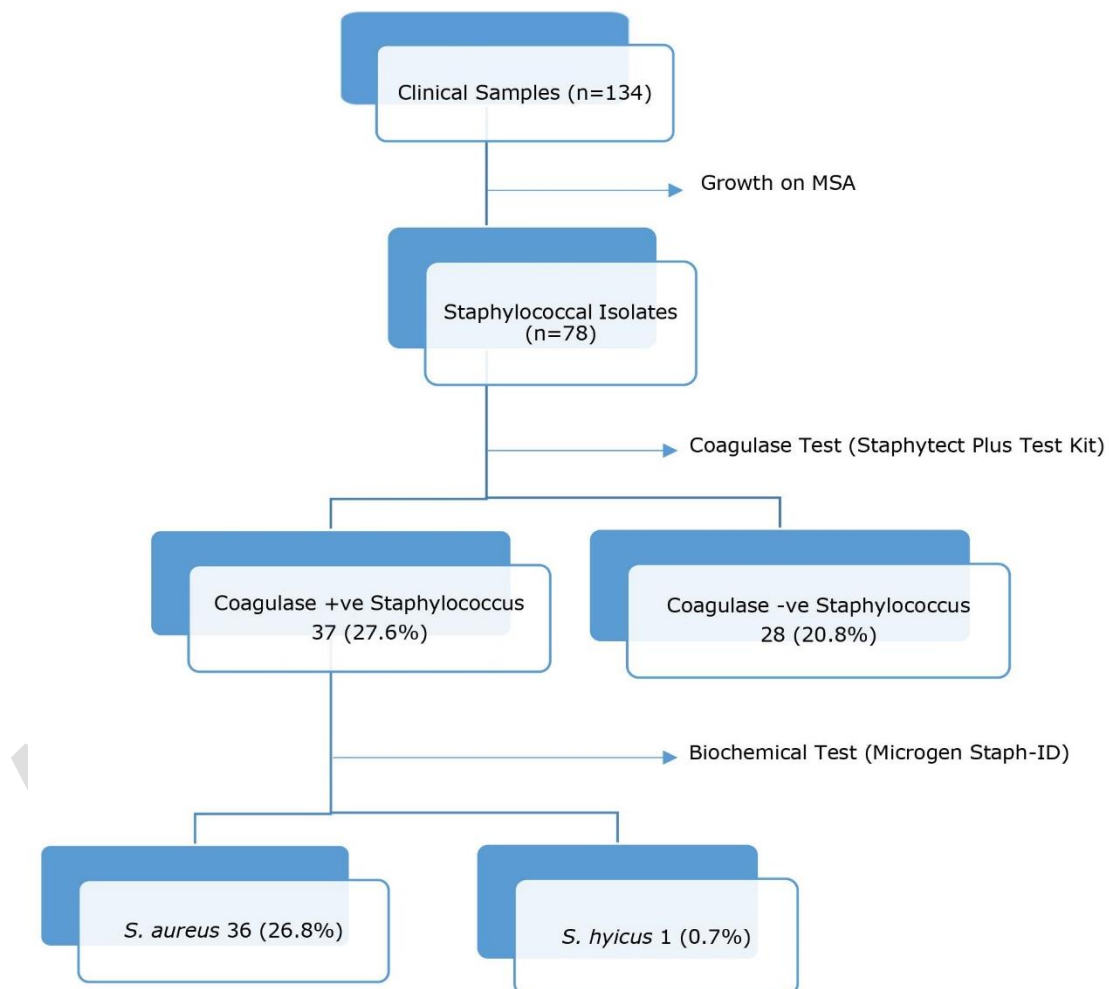 Clinical Samples (n=134)
Growth on MSA
Staphylococcal Isolates
(n=78)
Coagulase Test (Staphytect Plus Test Kit)
Coagulase +ve Staphylococcus
37 (27.6%)
Coagulase -ve Staphylococcus
28 (20.8%)
Biochemical Test (Microgen Staph-ID)
S. aureus 36 (26.8%)
S. hyicus 1 (0.7%)